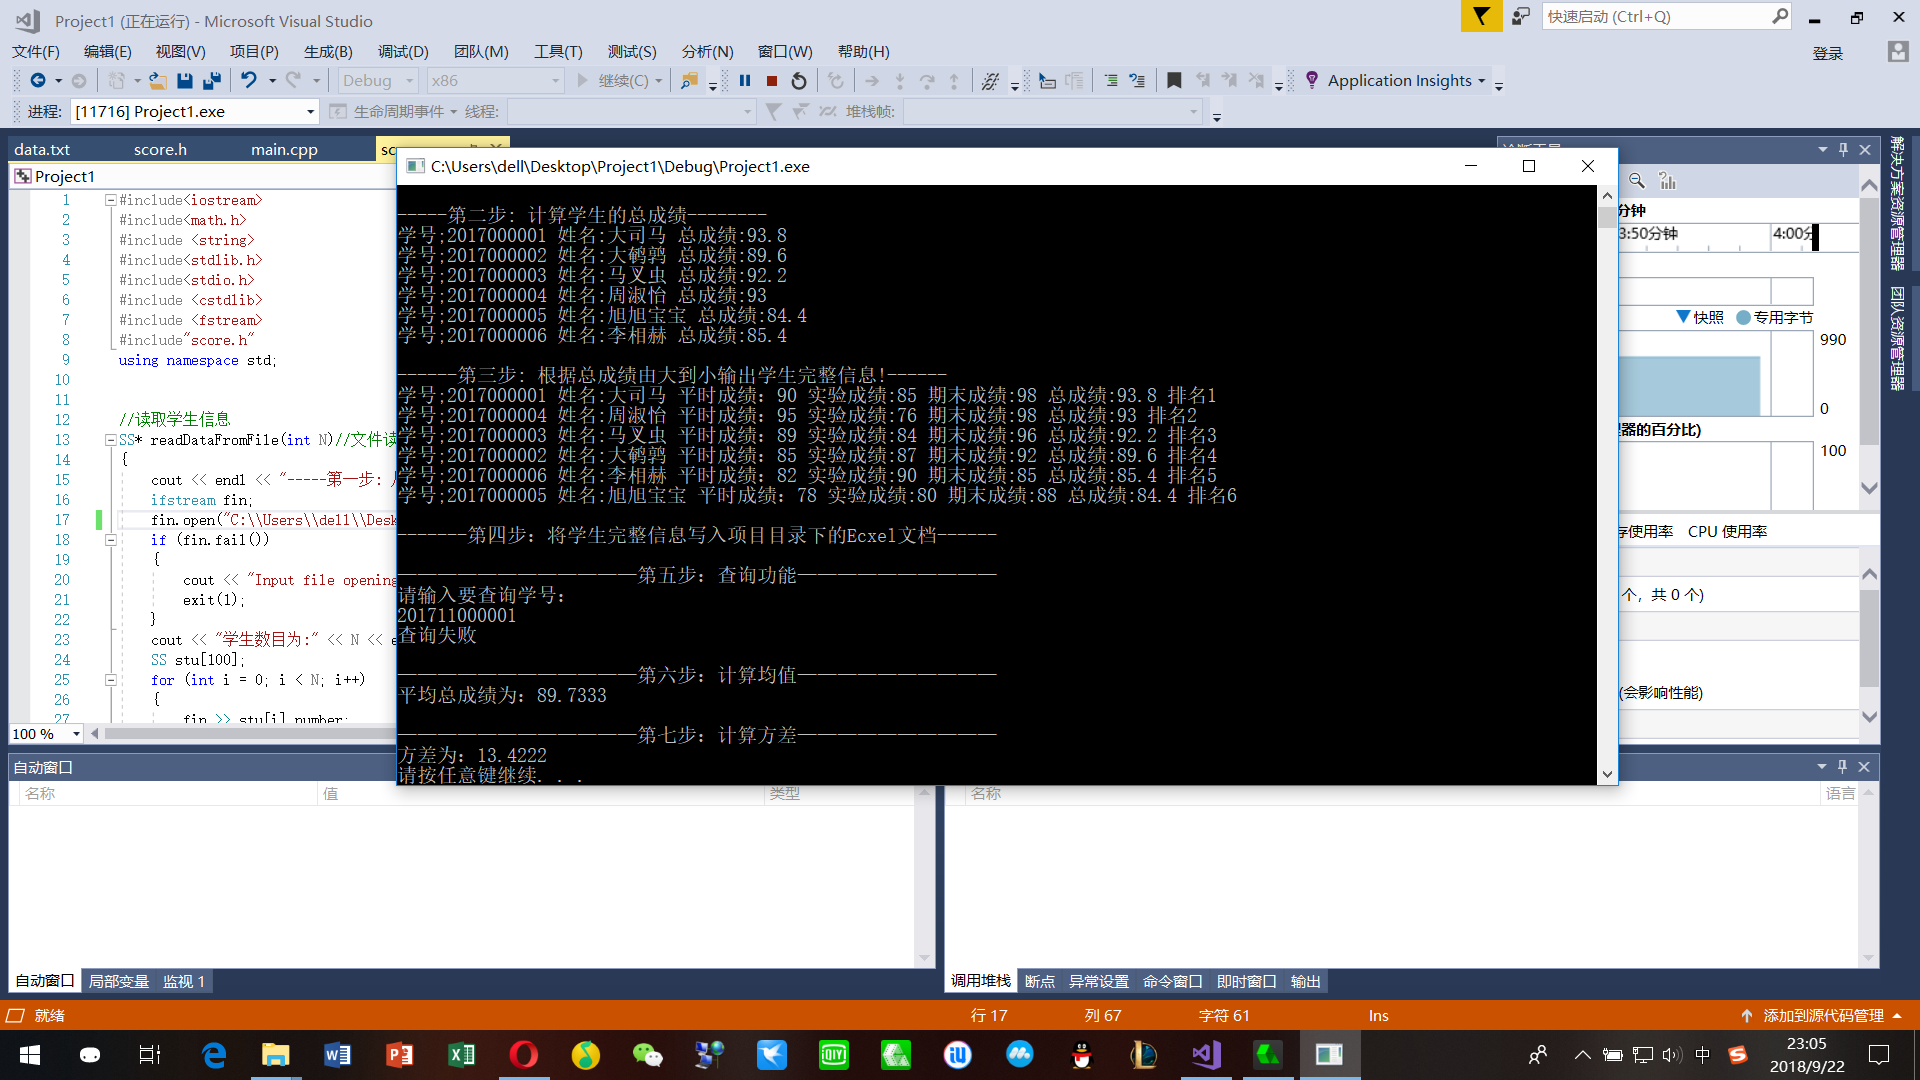 Project1 (正在运行) - Microsoft Visual Studio
快速启动 (Ctrl+Q)
文件(F) 编辑(E) 视图(V) 项目(P) 生成(B) 调试(D) 团队(M) 工具(T) 测试(S) 分析(N) 窗口(W) 帮助(H)
登录
Debug x86 继续(C) Application Insights
进程: [11716] Project1.exe 生命周期事件 线程: 堆栈帧:
data.txt score.h main.cpp
Project1
1 #include<iostream>
2 #include<math.h>
3 #include <string>
4 #include<stdlib.h>
5 #include<stdio.h>
6 #include <cstdlib>
7 #include <fstream>
8 #include"score.h"
9 using namespace std;
10
11
12 //读取学生信息
13 SS* readDataFromFile(int N)//文件读
14 {
15 cout << endl << "-----第一步:
16 ifstream fin;
17 fin.open("C:\\Users\\dell\\Desk
18 if (fin.fail())
19 {
20 cout << "Input file opening
21 exit(1);
22 }
23 cout << "学生数目为:" << N << e
24 SS stu[100];
25 for (int i = 0; i < N; i++)
26 {
27 fin >> stu[i].number;
100 %
C:\Users\dell\Desktop\Project1\Debug\Project1.exe
-----第二步: 计算学生的总成绩--------
学号;2017000001 姓名:大司马 总成绩:93.8
学号;2017000002 姓名:大鹌鹑 总成绩:89.6
学号;2017000003 姓名:马叉虫 总成绩:92.2
学号;2017000004 姓名:周淑怡 总成绩:93
学号;2017000005 姓名:旭旭宝宝 总成绩:84.4
学号;2017000006 姓名:李相赫 总成绩:85.4
------第三步: 根据总成绩由大到小输出学生完整信息!------
学号;2017000001 姓名:大司马 平时成绩: 90 实验成绩:85 期末成绩:98 总成绩:93.8 排名1
学号;2017000004 姓名:周淑怡 平时成绩: 95 实验成绩:76 期末成绩:98 总成绩:93 排名2
学号;2017000003 姓名:马叉虫 平时成绩: 89 实验成绩:84 期末成绩:96 总成绩:92.2 排名3
学号;2017000002 姓名:大鹌鹑 平时成绩: 85 实验成绩:87 期末成绩:92 总成绩:89.6 排名4
学号;2017000006 姓名:李相赫 平时成绩: 82 实验成绩:90 期末成绩:85 总成绩:85.4 排名5
学号;2017000005 姓名:旭旭宝宝 平时成绩: 78 实验成绩:80 期末成绩:88 总成绩:84.4 排名6
-------第四步: 将学生完整信息写入项目目录下的Ecxel文档------
————————————第五步: 查询功能——————————
请输入要查询学号:
201711000001
查询失败
————————————第六步: 计算均值——————————
平均总成绩为: 89.7333
————————————第七步: 计算方差——————————
方差为: 13.4222
请按任意键继续. . .
分钟
3:50分钟 4:00分
快照 专用字节
990
0
器的百分比)
100
存使用率 CPU 使用率
个, 共 0 个)
(会影响性能)
解决方案资源管理器
团队资源管理器
自动窗口
名称 值 类型
名称 语言
自动窗口 局部变量 监视 1
调用堆栈 断点 异常设置 命令窗口 即时窗口 输出
就绪 行 17 列 67 字符 61 Ins 添加到源代码管理
QIY
中
23:05
2018/9/22